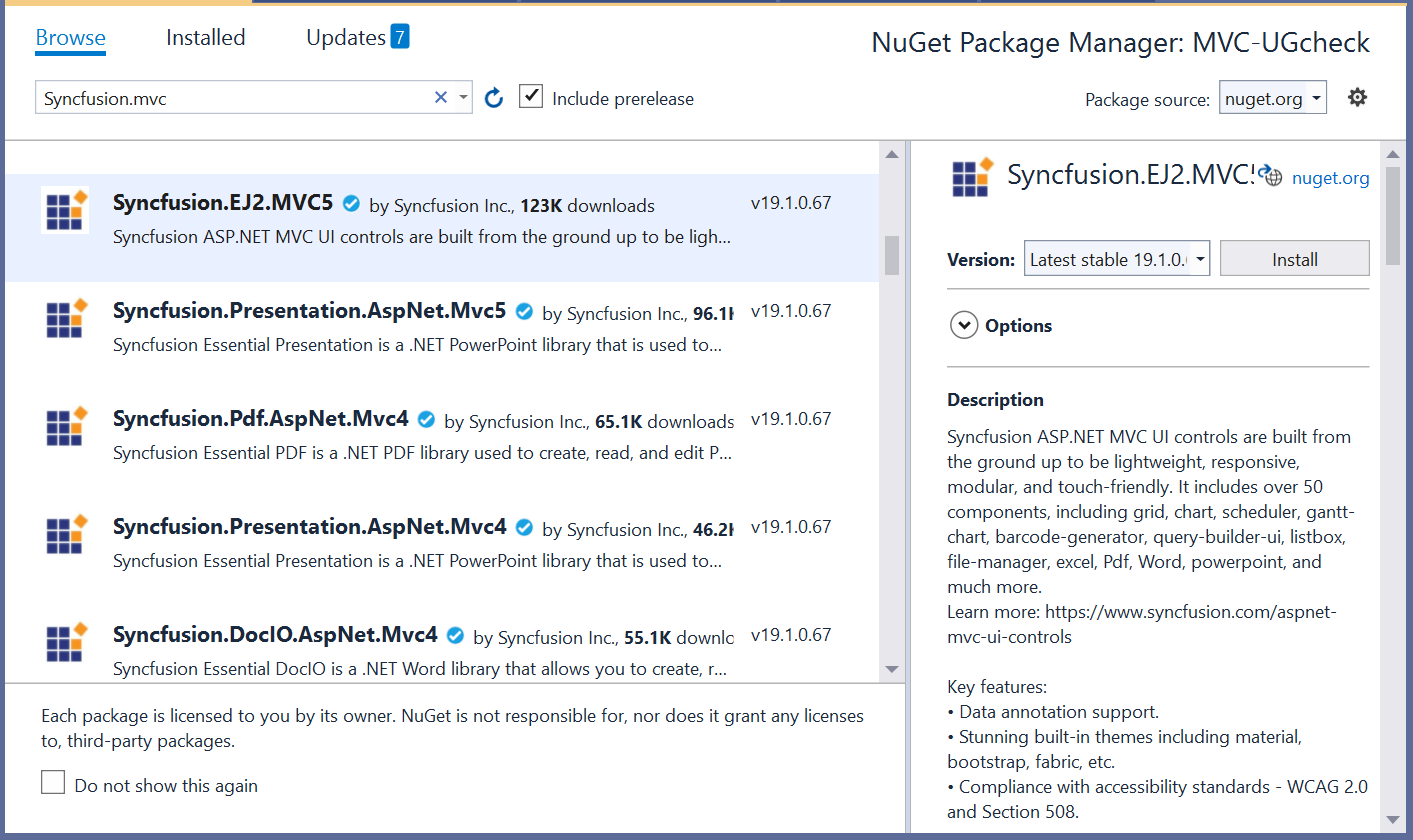 Browse Installed Updates 7 NuGet Package Manager: MVC-UGcheck
Syncfusion.mvc Include prerelease Package source: nuget.org
Syncfusion.EJ2.MVC5 by Syncfusion Inc., 123K downloads v19.1.0.67
Syncfusion ASP.NET MVC UI controls are built from the ground up to be ligh...
Syncfusion.Presentation.AspNet.Mvc5 by Syncfusion Inc., 96.1K v19.1.0.67
Syncfusion Essential Presentation is a .NET PowerPoint library that is used to...
Syncfusion.Pdf.AspNet.Mvc4 by Syncfusion Inc., 65.1K downloads v19.1.0.67
Syncfusion Essential PDF is a .NET PDF library used to create, read, and edit P...
Syncfusion.Presentation.AspNet.Mvc4 by Syncfusion Inc., 46.2K v19.1.0.67
Syncfusion Essential Presentation is a .NET PowerPoint library that is used to...
Syncfusion.DocIO.AspNet.Mvc4 by Syncfusion Inc., 55.1K downlo v19.1.0.67
Syncfusion Essential DocIO is a .NET Word library that allows you to create, r...
Each package is licensed to you by its owner. NuGet is not responsible for, nor does it grant any licenses
to, third-party packages.
Do not show this again
Syncfusion.EJ2.MVC5 nuget.org
Version: Latest stable 19.1.0. Install
Options
Description
Syncfusion ASP.NET MVC UI controls are built from
the ground up to be lightweight, responsive,
modular, and touch-friendly. It includes over 50
components, including grid, chart, scheduler, gantt-
chart, barcode-generator, query-builder-ui, listbox,
file-manager, excel, Pdf, Word, powerpoint, and
much more.
Learn more: https://www.syncfusion.com/aspnet-
mvc-ui-controls
Key features:
• Data annotation support.
• Stunning built-in themes including material,
bootstrap, fabric, etc.
• Compliance with accessibility standards - WCAG 2.0
and Section 508.